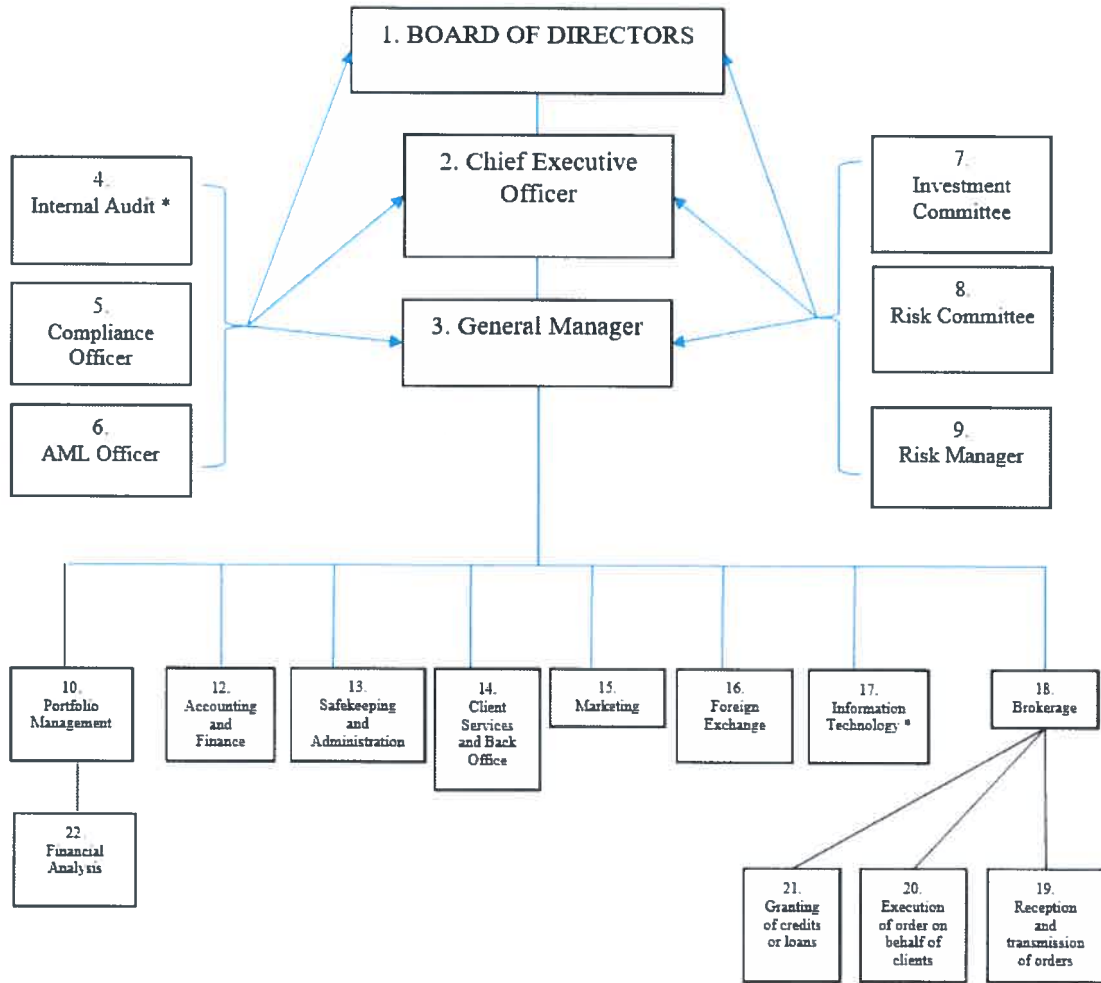 1. BOARD OF DIRECTORS
2. Chief Executive
Officer
3. General Manager
4.
Internal Audit *
5.
Compliance
Officer
6.
AML Officer
7.
Investment
Committee
8.
Risk Committee
9.
Risk Manager
10.
Portfolio
Management
12.
Accounting
and
Finance
13.
Safekeeping
and
Administration
14.
Client
Services
and Back
Office
15.
Marketing
16.
Foreign
Exchange
17.
Information
Technology *
18.
Brokerage
22.
Financial
Analysis
21.
Granting
of credits
or loans
20.
Execution
of order on
behalf of
clients
19.
Reception
and
transmission
of orders